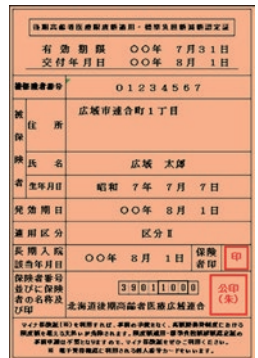 後期高齢者医療限度額適用・標準負担額減額認定証
有効期限 〇〇年 7月31日
交付年月日 〇〇年 8月 1日
被保険者番号 01234567
被保険者
住所 広域市連合町1丁目
氏名 広域 太郎
生年月日 昭和 7年 7月 7日
発効期日 〇〇年 8月 1日
適用区分 区分Ⅱ
長期入院該当年月日 〇〇年 8月 1日 保険者印 印
保険者番号並びに保険者の名称及び印 39011000
北海道後期高齢者医療広域連合
公印(朱)